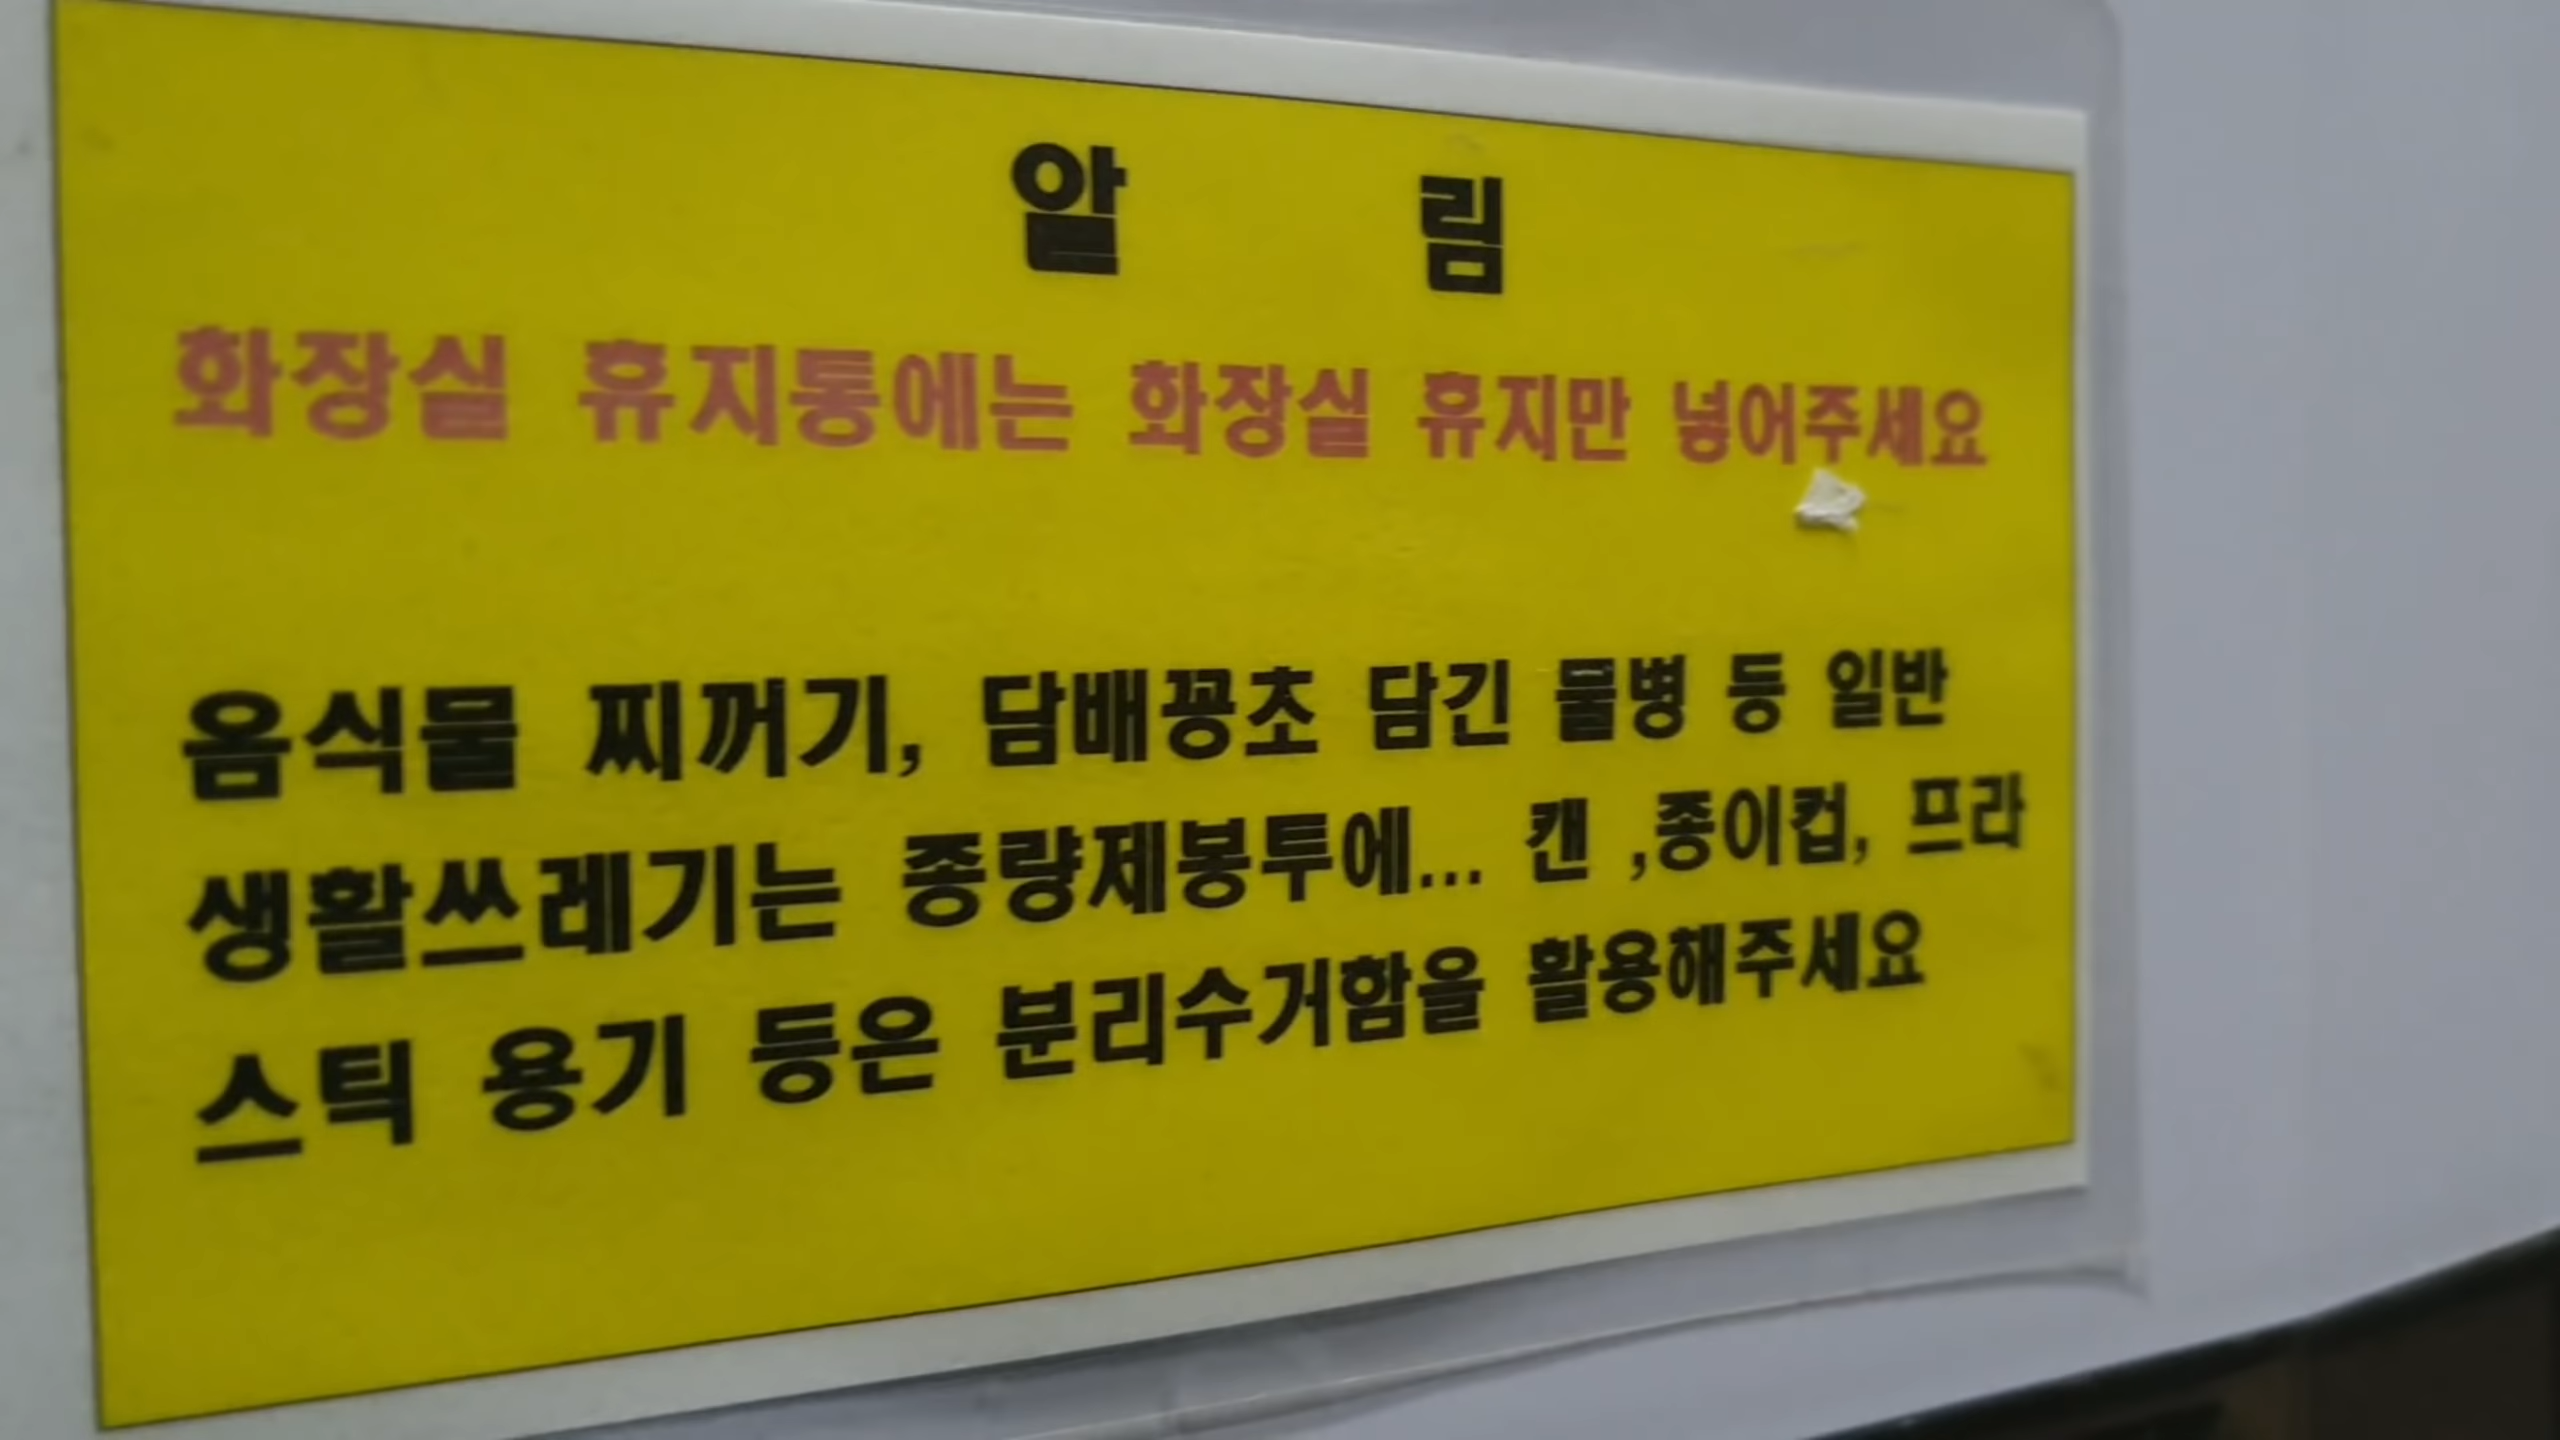 알 림
화장실 휴지통에는 화장실 휴지만 넣어주세요
음식물 찌꺼기, 담배꽁초 담긴 물병 등 일반
생활쓰레기는 종량제봉투에... 캔 ,종이컵, 프라
스틱 용기 등은 분리수거함을 활용해주세요